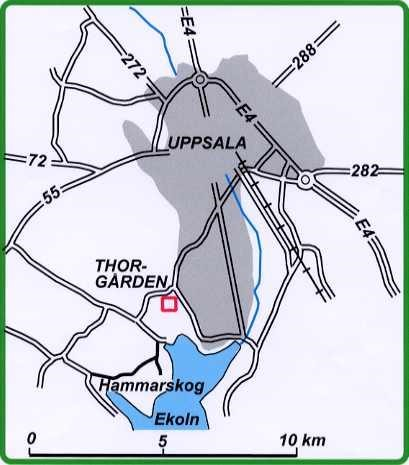 E4
272
288
E4
UPPSALA
72
282
55
E4
THOR-
GÅRDEN
Hammarskog
Ekoln
0 5 10 km